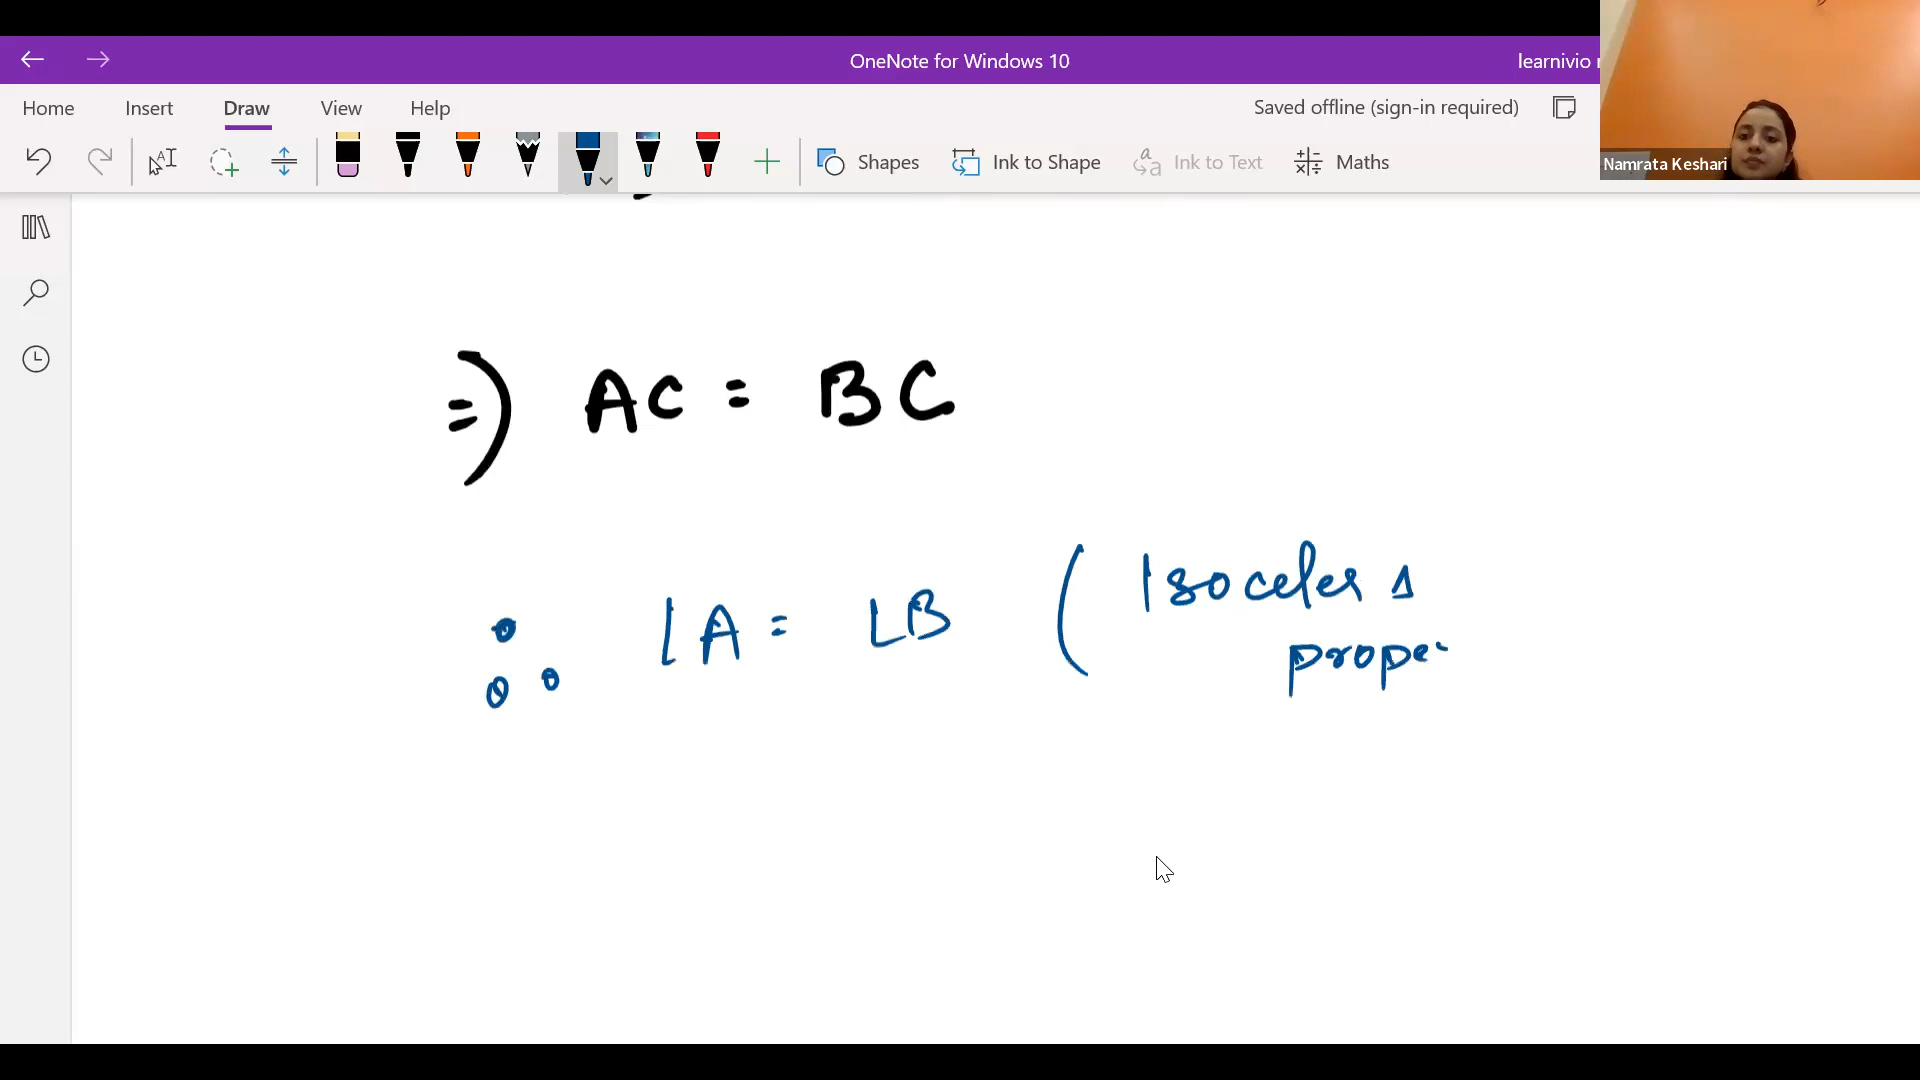 OneNote for Windows 10
learnivio
Home Insert Draw View Help
Saved offline (sign-in required)
Shapes Ink to Shape Ink to Text Maths
Namrata Keshari
=) AC = BC
∴ ∠A = ∠B ( Isoceles Δ
prope